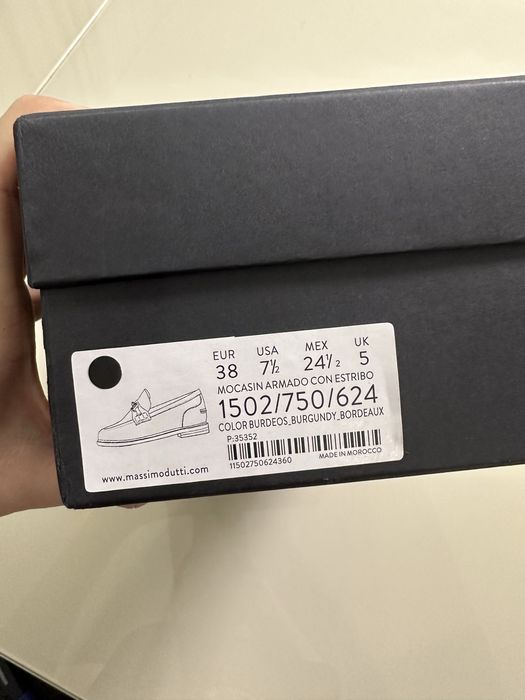 EUR USA MEX UK
38 7½ 24½ 5
MOCASIN ARMADO CON ESTRIBO
1502/750/624
COLOR BURDEOS_BURGUNDY_BORDEAUX
P:35352
11502750624360 MADE IN MOROCCO
www.massimodutti.com